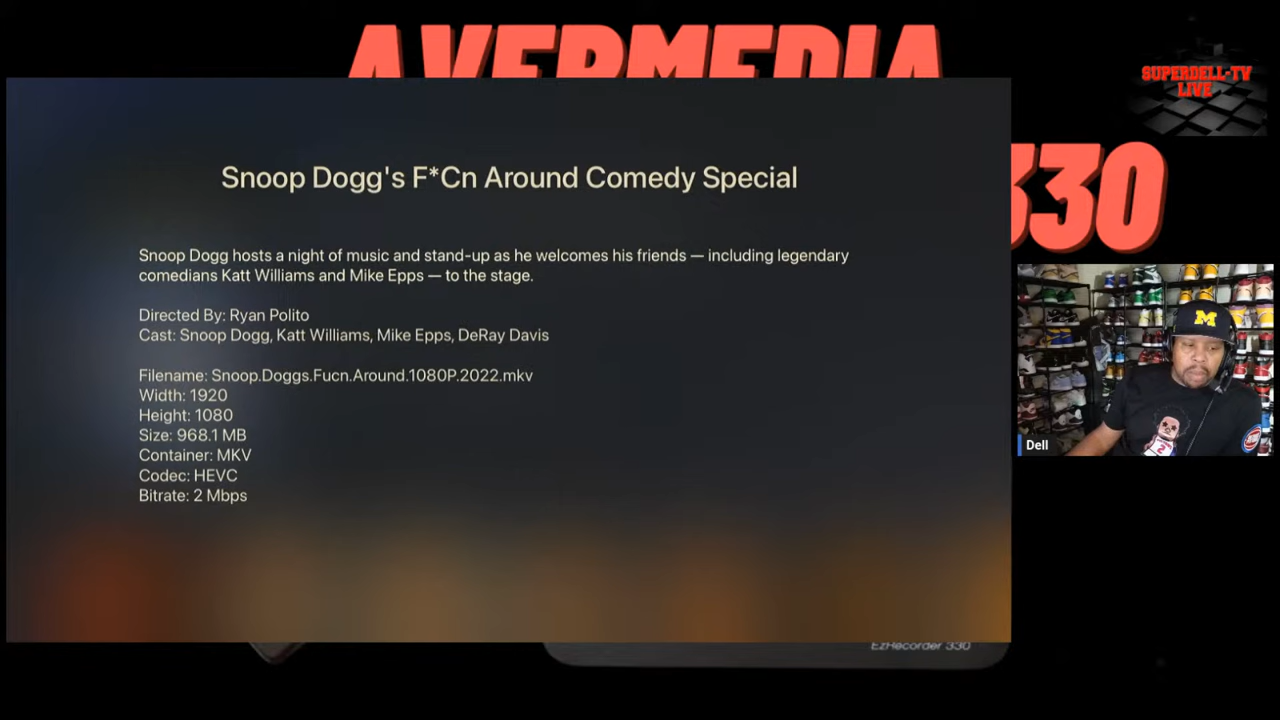 AVERMEDIA
SUPERDELL-TV
LIVE
330
Snoop Dogg's F*Cn Around Comedy Special
Snoop Dogg hosts a night of music and stand-up as he welcomes his friends — including legendary
comedians Katt Williams and Mike Epps — to the stage.
Directed By: Ryan Polito
Cast: Snoop Dogg, Katt Williams, Mike Epps, DeRay Davis
Filename: Snoop.Doggs.Fucn.Around.1080P.2022.mkv
Width: 1920
Height: 1080
Size: 968.1 MB
Container: MKV
Codec: HEVC
Bitrate: 2 Mbps
M
Dell
EzRecorder 330